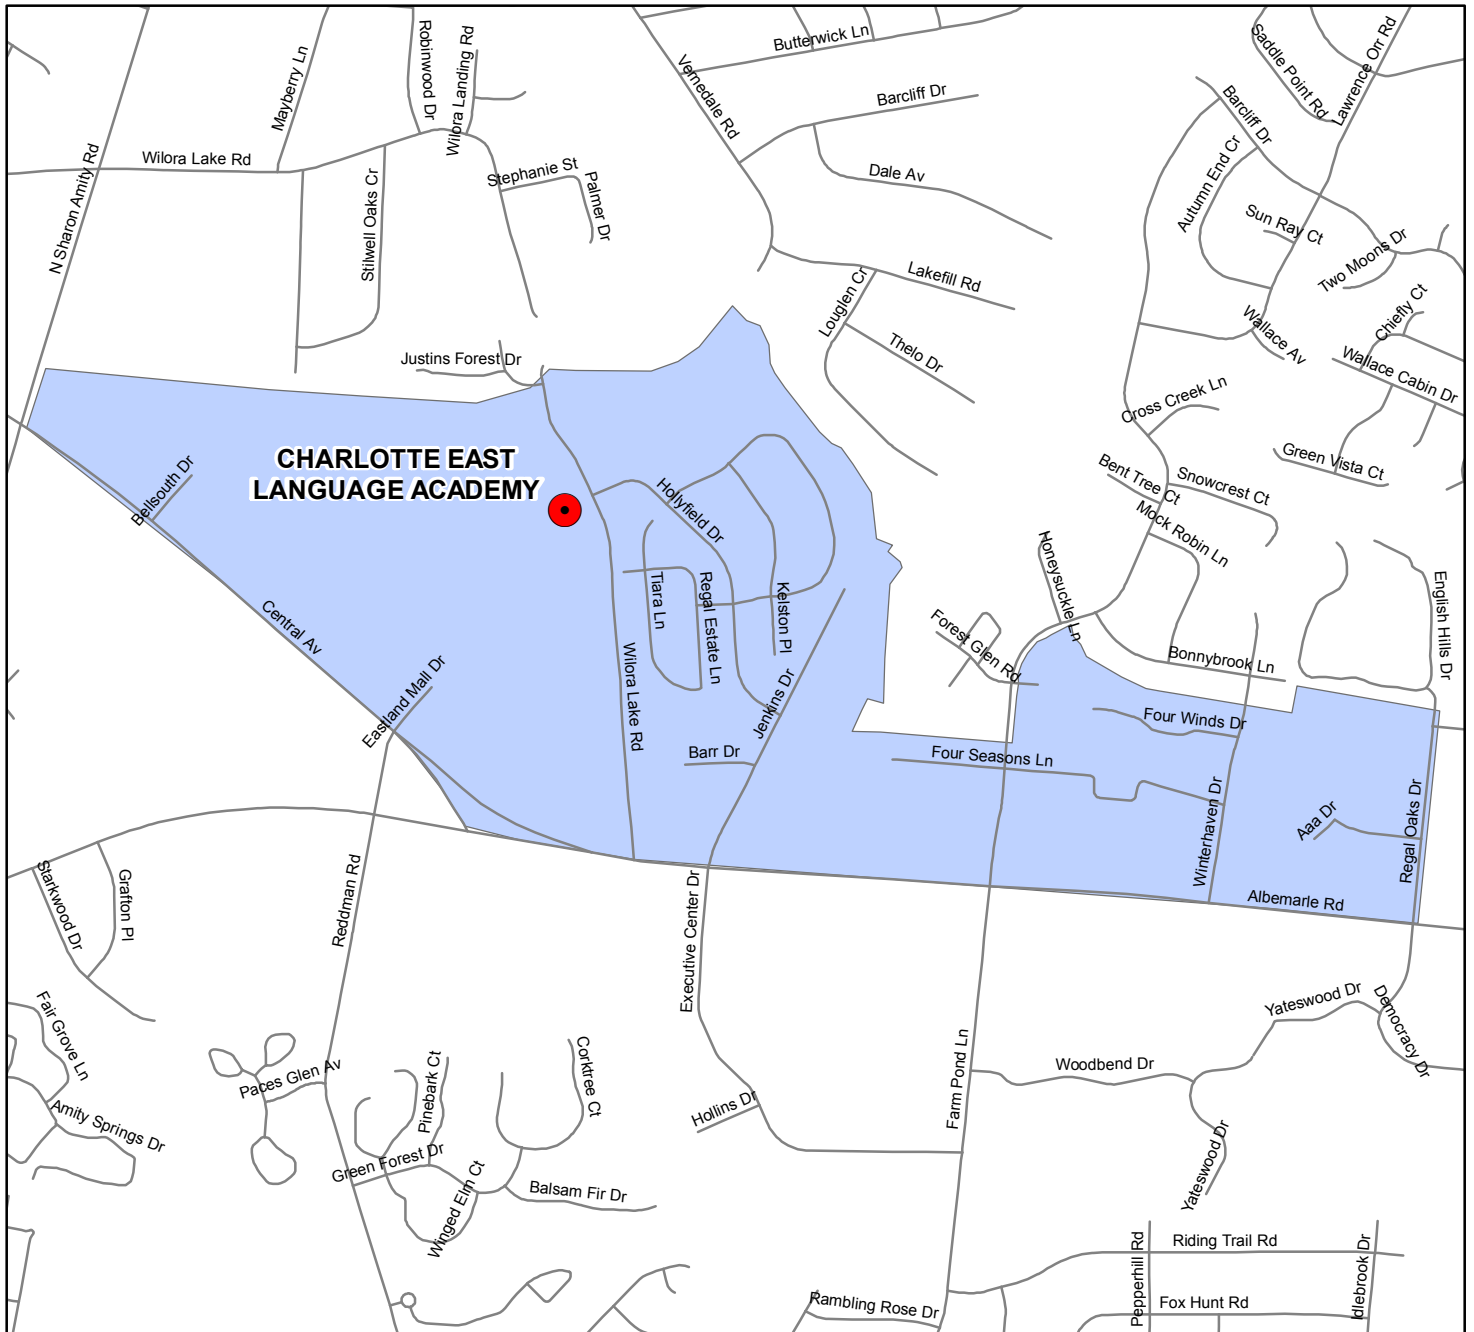 Butterwick Ln
Saddle Point Rd
Lawrence Orr Rd
Robinwood Dr
Wilora Landing Rd
Mayberry Ln
Vernedale Rd
Barcliff Dr
Barcliff Dr
Wilora Lake Rd
N Sharon Amity Rd
Stephanie St
Palmer Dr
Dale Av
Autumn End Cr
Stilwell Oaks Cr
Sun Ray Ct
Two Moons Dr
Lakefill Rd
Louglen Cr
Chiefly Ct
Wallace Av
Thelo Dr
Justins Forest Dr
Wallace Cabin Dr
Cross Creek Ln
CHARLOTTE EAST
LANGUAGE ACADEMY
Green Vista Ct
Bent Tree Ct
Snowcrest Ct
Bellsouth Dr
Hollyfield Dr
Mock Robin Ln
Honeysuckle Ln
English Hills Dr
Tiara Ln
Regal Estate Ln
Kelston Pl
Central Av
Forest Glen Rd
Bonnybrook Ln
Wilora Lake Rd
Eastland Mall Dr
Jenkins Dr
Four Winds Dr
Barr Dr
Four Seasons Ln
Winterhaven Dr
Aaa Dr
Regal Oaks Dr
Albemarle Rd
Starkwood Dr
Grafton Pl
Reddman Rd
Executive Center Dr
Yateswood Dr
Democracy Dr
Fair Grove Ln
Paces Glen Av
Pinebark Ct
Corktree Ct
Farm Pond Ln
Woodbend Dr
Hollins Dr
Amity Springs Dr
Green Forest Dr
Winged Elm Ct
Balsam Fir Dr
Yateswood Dr
Pepperhill Rd
Riding Trail Rd
Idlebrook Dr
Rambling Rose Dr
Fox Hunt Rd